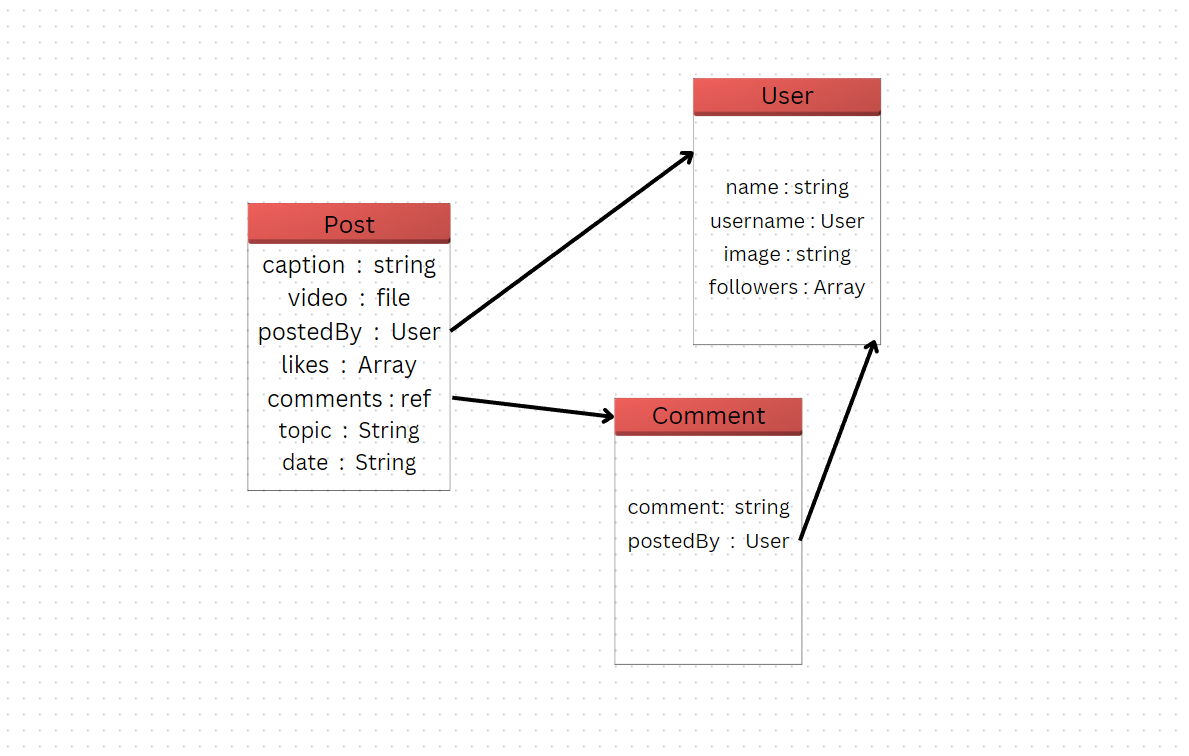 User
name : string
username : User
image : string
followers : Array
Post
caption : string
video : file
postedBy : User
likes : Array
comments : ref
topic : String
date : String
Comment
comment: string
postedBy : User